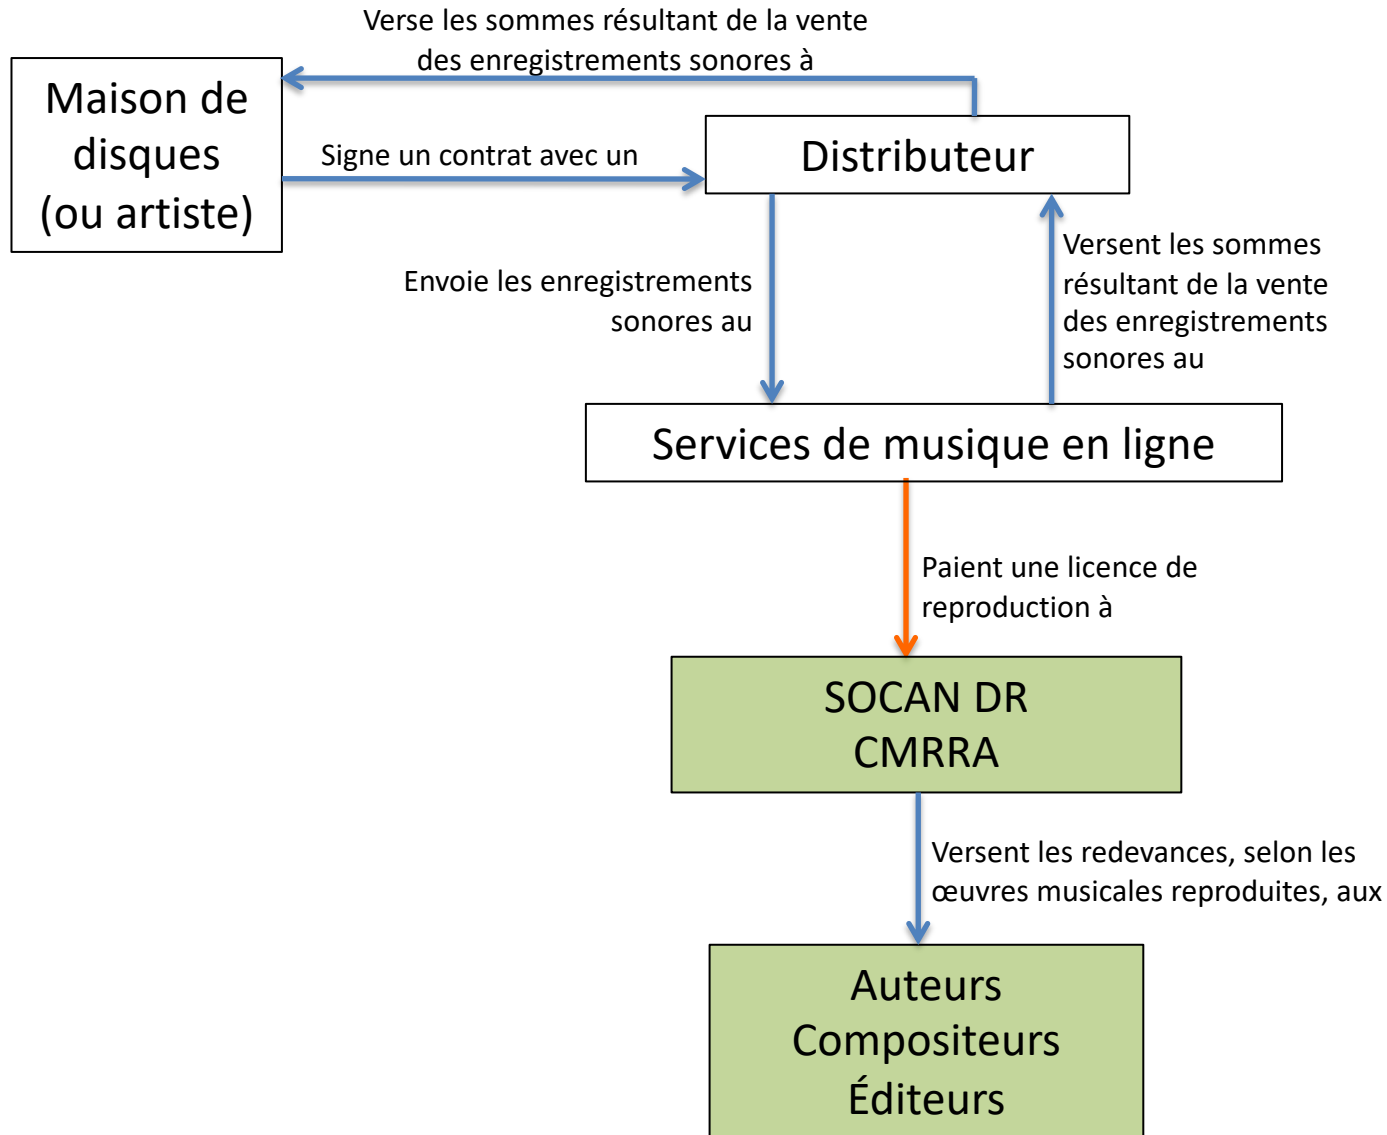 Verse les sommes résultant de la vente
des enregistrements sonores à
Maison de
disques
(ou artiste)
Signe un contrat avec un
Distributeur
Envoie les enregistrements
sonores au
Versent les sommes
résultant de la vente
des enregistrements
sonores au
Services de musique en ligne
Paient une licence de
reproduction à
SOCAN DR
CMRRA
Versent les redevances, selon les
œuvres musicales reproduites, aux
Auteurs
Compositeurs
Éditeurs